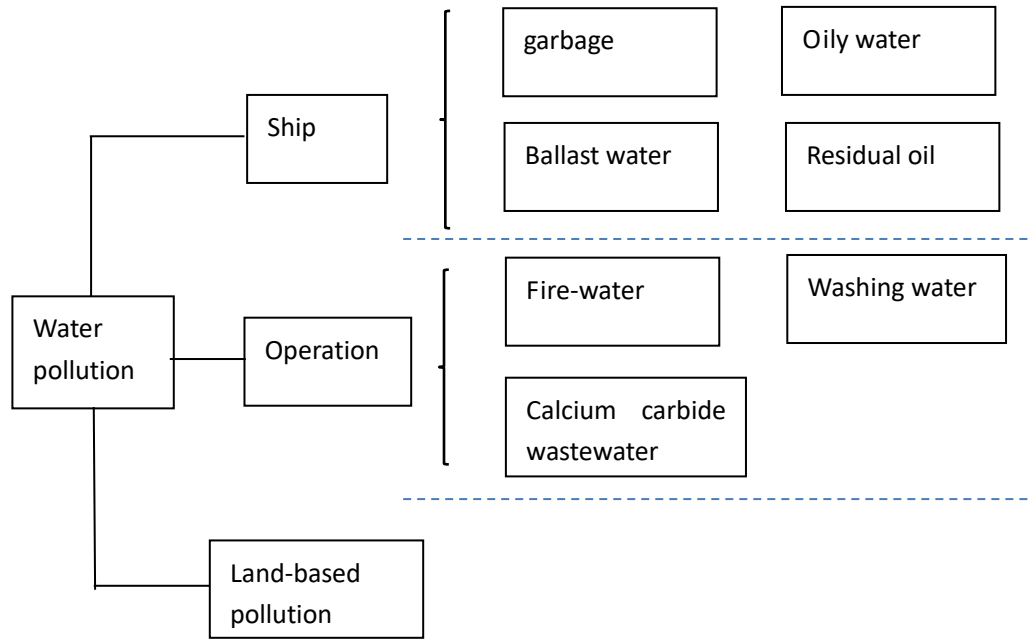 garbage
Oily water
Ship
Ballast water
Residual oil
Fire-water
Washing water
Water
pollution
Operation
Calcium carbide
wastewater
Land-based
pollution